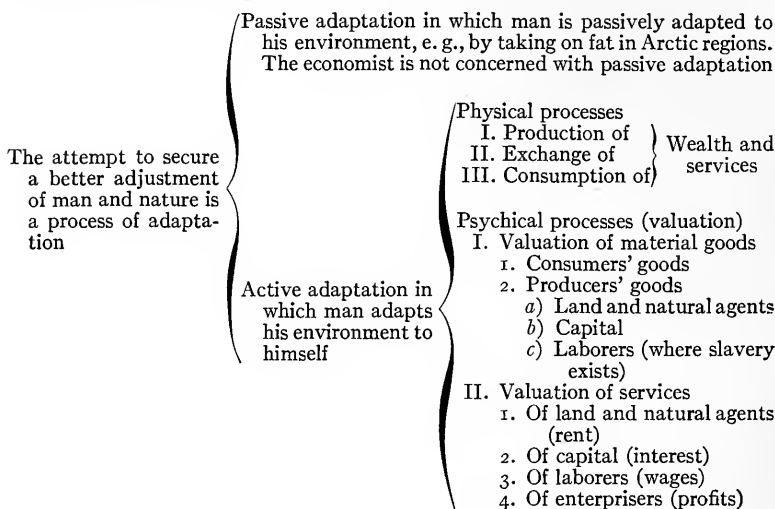 The attempt to secure
a better adjustment
of man and nature is
a process of adapta-
tion
Passive adaptation in which man is passively adapted to
his environment, e. g., by taking on fat in Arctic regions.
The economist is not concerned with passive adaptation
Active adaptation in
which man adapts
his environment to
himself
Physical processes
I. Production of
II. Exchange of
III. Consumption of
Wealth and
services
Psychical processes (valuation)
I. Valuation of material goods
1. Consumers' goods
2. Producers' goods
a) Land and natural agents
b) Capital
c) Laborers (where slavery
exists)
II. Valuation of services
1. Of land and natural agents
(rent)
2. Of capital (interest)
3. Of laborers (wages)
4. Of enterprisers (profits)